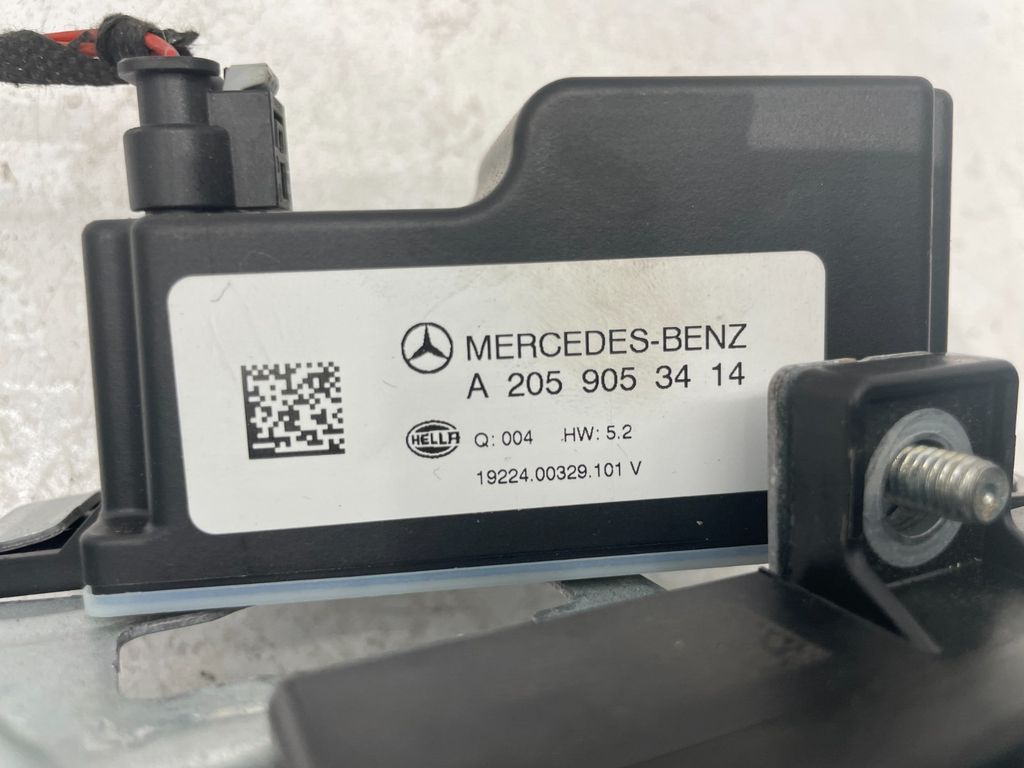 MERCEDES-BENZ
A 205 905 34 14
HELLA Q: 004 HW: 5.2
19224.00329.101 V